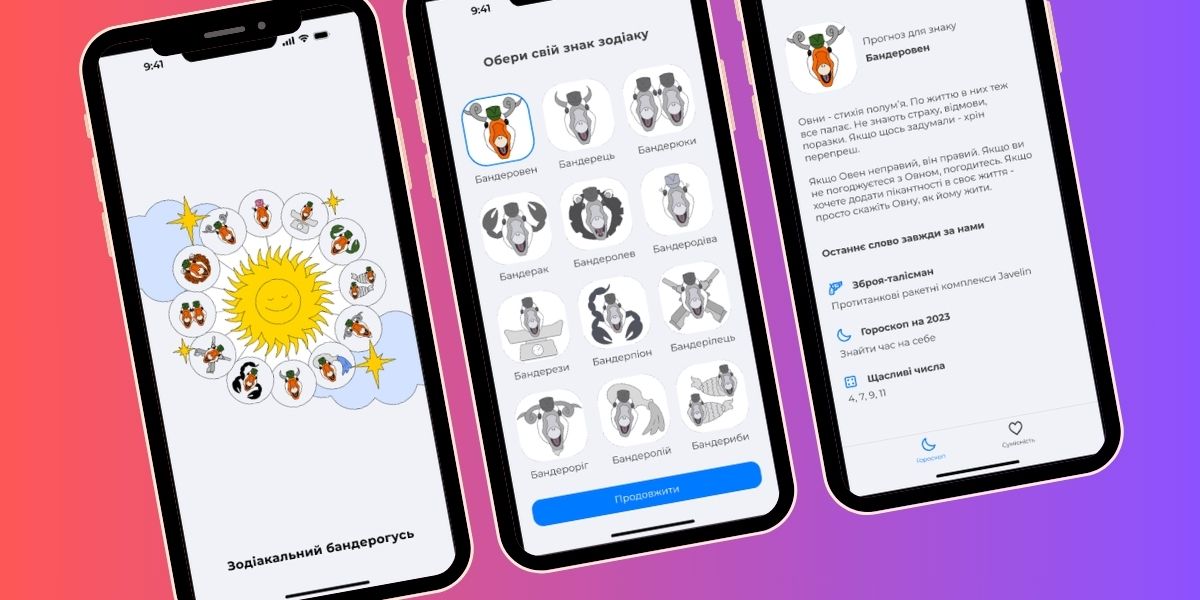 9:41
Зодіакальний бандерогусь
9:41
Обери свій знак зодіаку
Бандеровен
Бандерець
Бандерюки
Бандерак
Бандеролев
Бандеродіва
Бандерези
Бандерпіон
Бандерілець
Бандероріг
Бандеролій
Бандериби
Продовжити
Прогноз для знаку
Бандеровен
Овни - стихія полум'я. По життю в них теж
все палає. Не знають страху, відмови,
поразки. Якщо щось задумали - хрін
перепреш.
Якщо Овен неправий, він правий. Якщо ви
не погоджуєтеся з Овном, погодитесь. Якщо
хочете додати пікантності в своє життя -
просто скажіть Овну, як йому жити.
Останнє слово завжди за нами
Зброя-талісман
Протитанкові ракетні комплекси Javelin
Гороскоп на 2023
Знайти час на себе
Щасливі числа
4, 7, 9, 11
Гороскоп
Сумісність